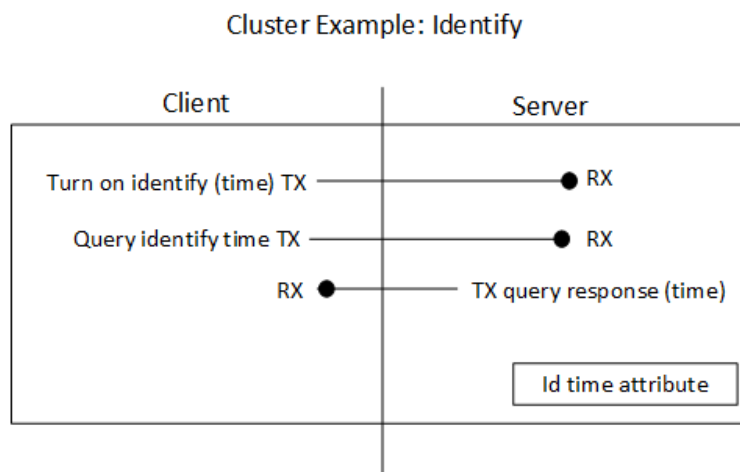 Cluster Example: Identify
Client
Server
Turn on identify (time) TX
RX
Query identify time TX
RX
RX
TX query response (time)
Id time attribute